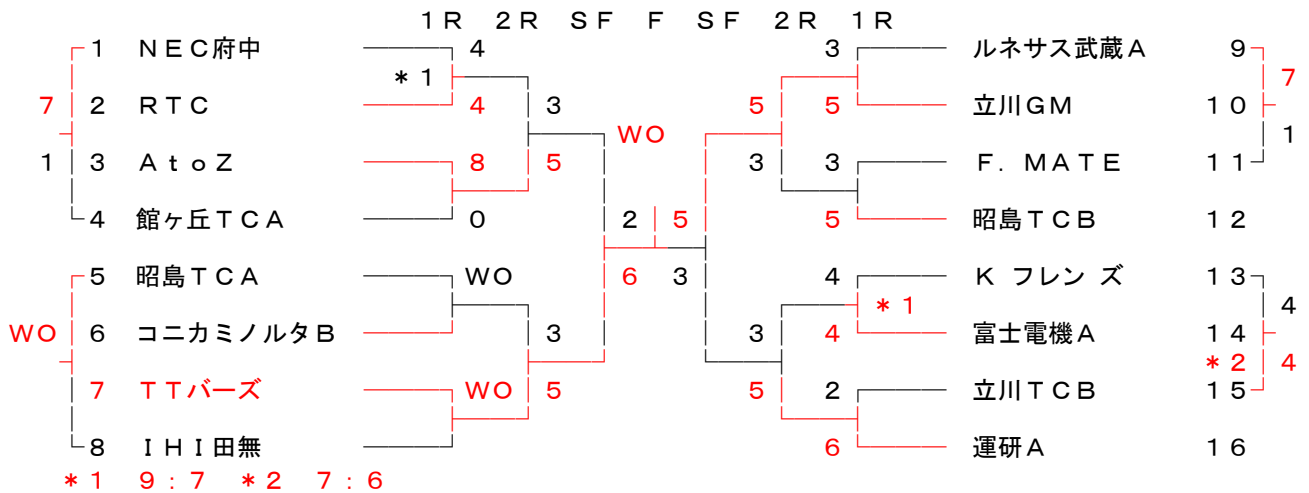 1R 2R SF F SF 2R 1R
1 NEC府中 4 3 ルネサス武蔵A 9
*1 7
7 2 RTC 4 3 5 5 立川GM 10
WO 1
1 3 AtoZ 8 5 3 3 F. MATE 11
4 館ヶ丘TCA 0 2 5 5 昭島TCB 12
5 昭島TCA WO 6 3 4 K フレンズ 13
*1 4
WO 6 コニカミノルタB 3 3 4 富士電機A 14
*2 4
7 TTバーズ WO 5 5 2 立川TCB 15
8 IHI田無 6 運研A 16
*1 9:7 *2 7:6